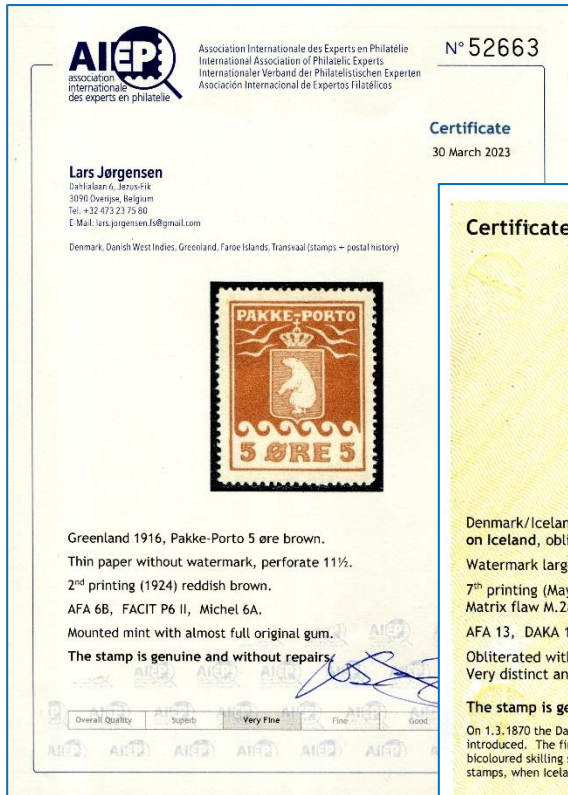 AIEP
association
internationale
des experts en philatelie
Association Internationale des Experts en Philatélie
International Association of Philatelic Experts
Internationaler Verband der Philatelistischen Experten
Asociación Internacional de Expertos Filatélicos
N° 52663
Certificate
30 March 2023
Lars Jørgensen
Dahlialaan 6, Jezus-Eik
3090 Overijse, Belgium
Tel. +32 473 23 75 80
E-Mail: lars.jorgensen.fs@gmail.com
Denmark, Danish West Indies, Greenland, Faroe Islands, Transvaal (stamps + postal history)
PAKKE-PORTO
5 ØRE 5
Greenland 1916, Pakke-Porto 5 øre brown.
Thin paper without watermark, perforate 11½.
2nd printing (1924) reddish brown.
AFA 6B, FACIT P6 II, Michel 6A.
Mounted mint with almost full original gum.
The stamp is genuine and without repairs.
Overall Quality Superb Very Fine Fine Good
Certificate
Denmark/Icelan
on Iceland, obli
Watermark larg
7th printing (May
Matrix flaw M.2
AFA 13, DAKA 1
Obliterated with
Very distinct an
The stamp is ge
On 1.3.1870 the Da
introduced. The fi
bicoloured skilling s
stamps, when Icela